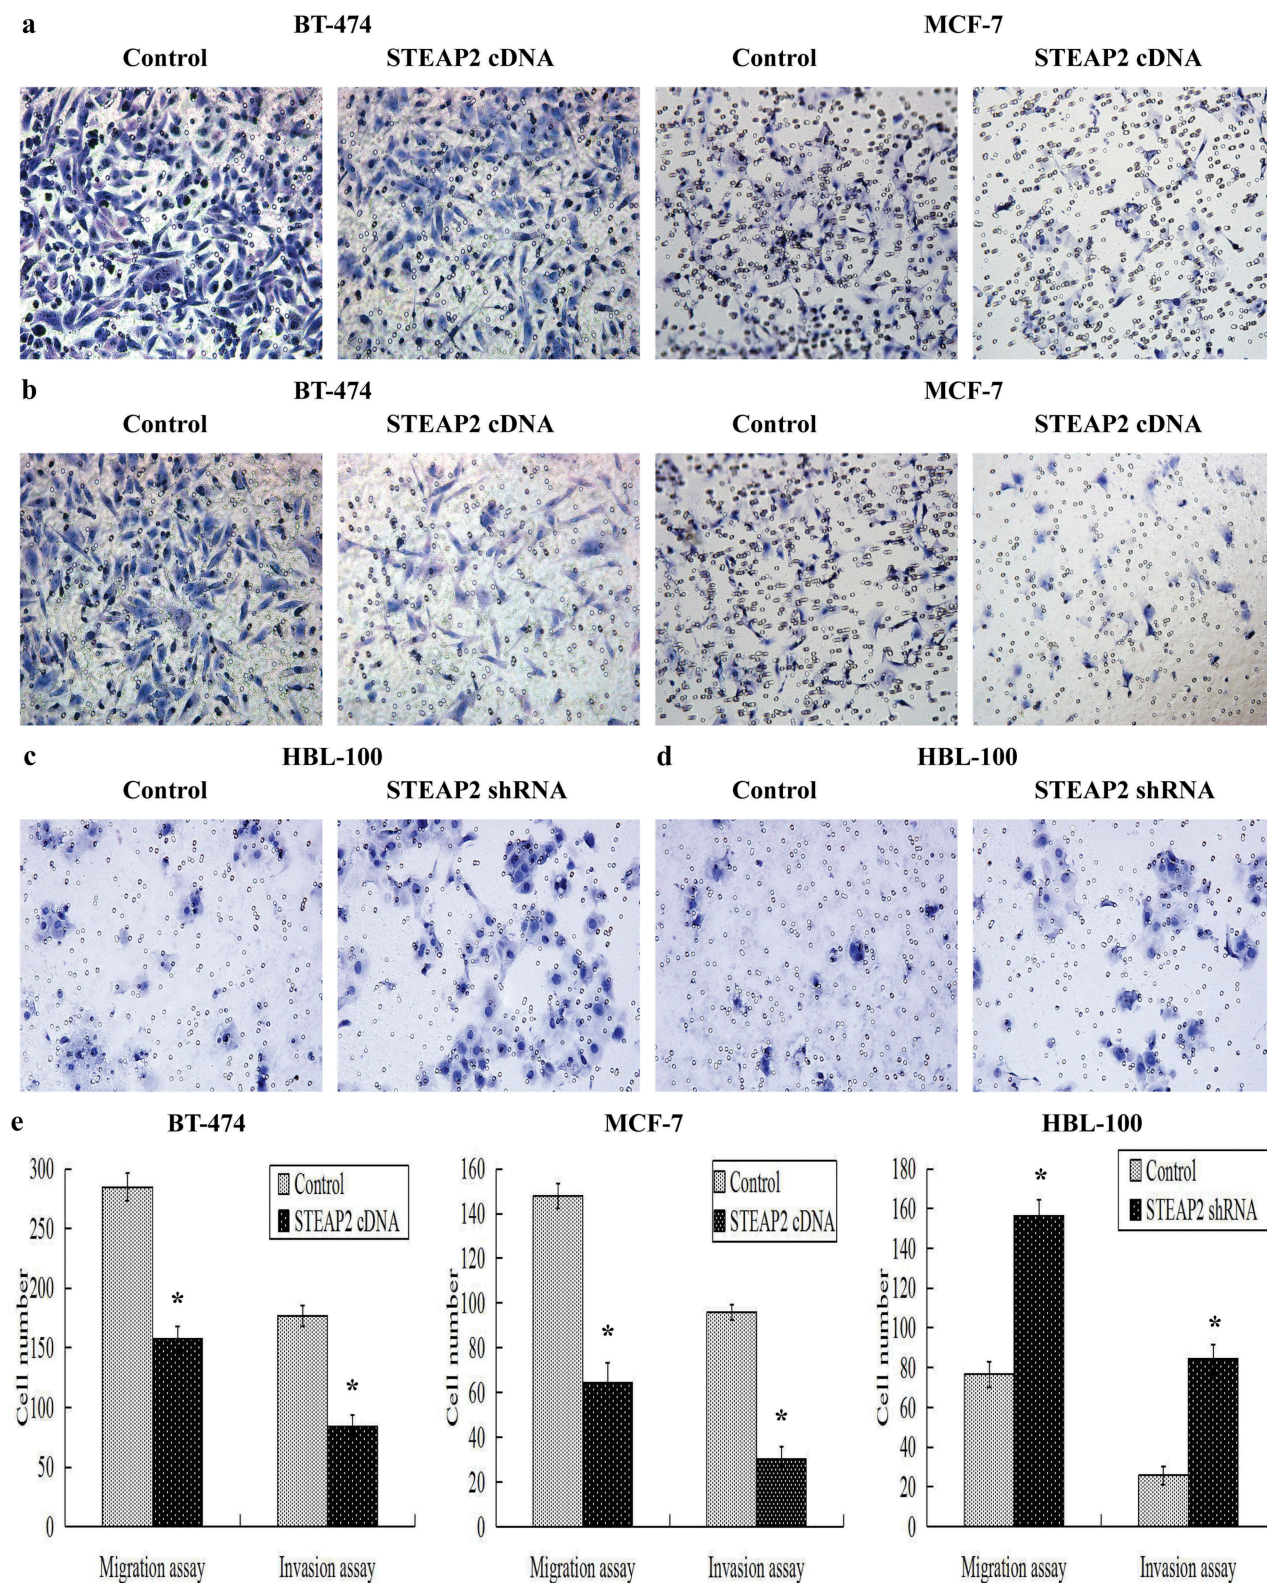 a
BT-474
MCF-7
Control
STEAP2 cDNA
Control
STEAP2 cDNA
b
BT-474
MCF-7
Control
STEAP2 cDNA
Control
STEAP2 cDNA
c
HBL-100
d
HBL-100
Control
STEAP2 shRNA
Control
STEAP2 shRNA
e
BT-474
Cell number
300
250
200
150
100
50
0
Control
STEAP2 cDNA
*
*
Migration assay
Invasion assay
MCF-7
Cell number
160
140
120
100
80
60
40
20
0
Control
STEAP2 cDNA
*
*
Migration assay
Invasion assay
HBL-100
Cell number
180
160
140
120
100
80
60
40
20
0
Control
STEAP2 shRNA
*
*
Migration assay
Invasion assay